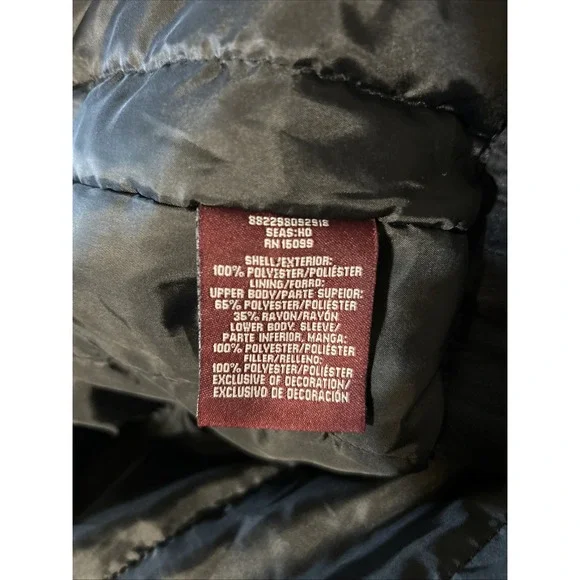 882258092918
SEAS:HO
RN 15099
SHELL/EXTERIOR:
100% POLYESTER/POLIÉSTER
LINING/FORRO:
UPPER BODY/PARTE SUPEIOR:
65% POLYESTER/POLIÉSTER
35% RAYON/RAYÓN
LOWER BODY, SLEEVE/
PARTE INFERIOR, MANGA:
100% POLYESTER/POLIÉSTER
FILLER/RELLENO:
100% POLYESTER/POLIÉSTER
EXCLUSIVE OF DECORATION/
EXCLUSIVO DE DECORACIÓN